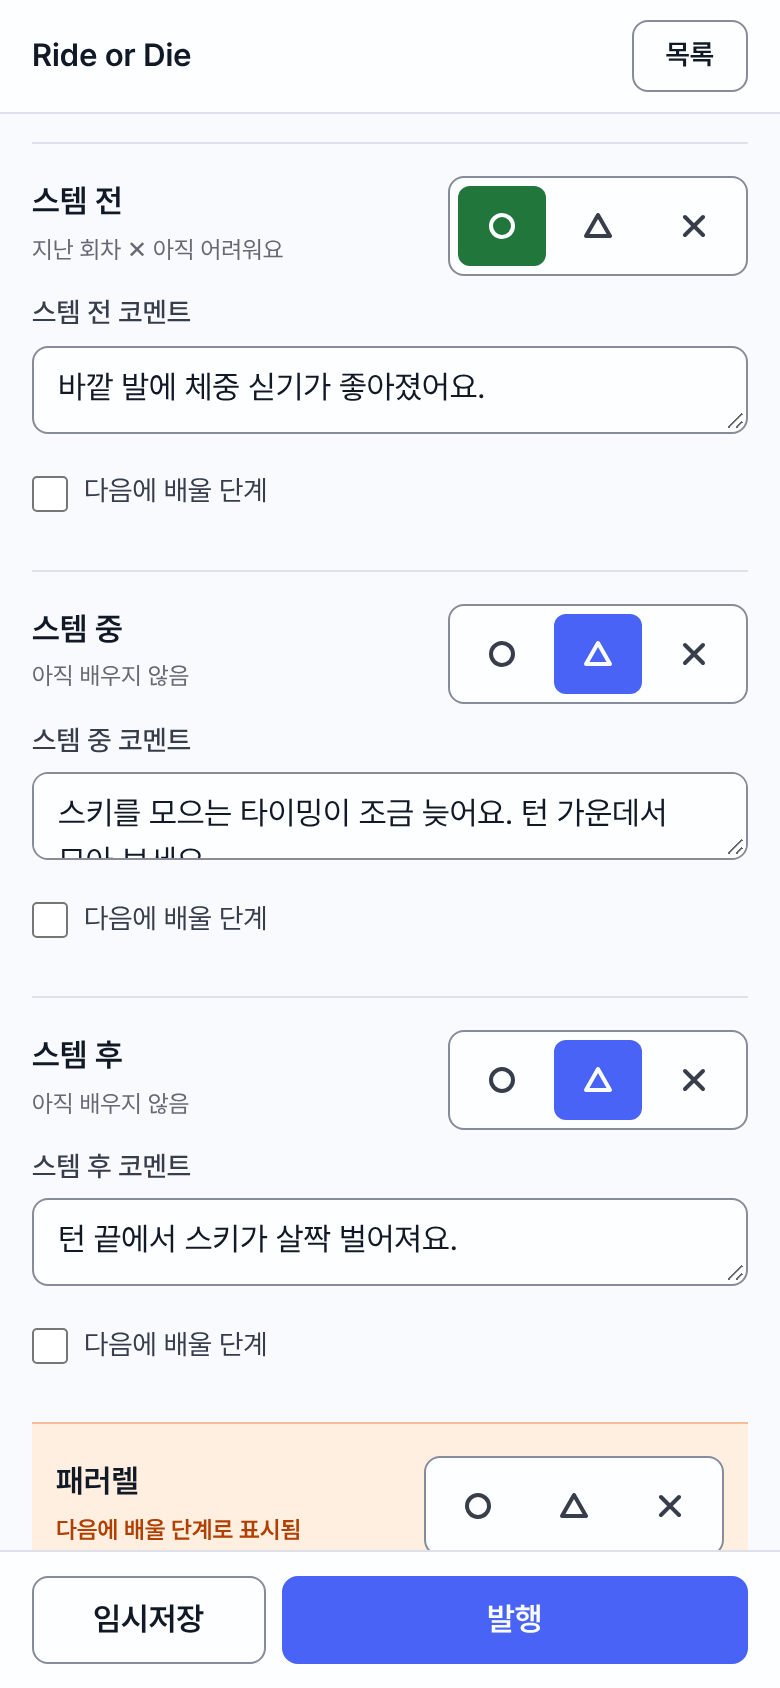 Ride or Die
목록
스템 전
지난 회차 ✕ 아직 어려워요
스템 전 코멘트
바깥 발에 체중 싣기가 좋아졌어요.
다음에 배울 단계
스템 중
아직 배우지 않음
스템 중 코멘트
스키를 모으는 타이밍이 조금 늦어요. 턴 가운데서
다음에 배울 단계
스템 후
아직 배우지 않음
스템 후 코멘트
턴 끝에서 스키가 살짝 벌어져요.
다음에 배울 단계
패러렐
다음에 배울 단계로 표시됨
임시저장
발행